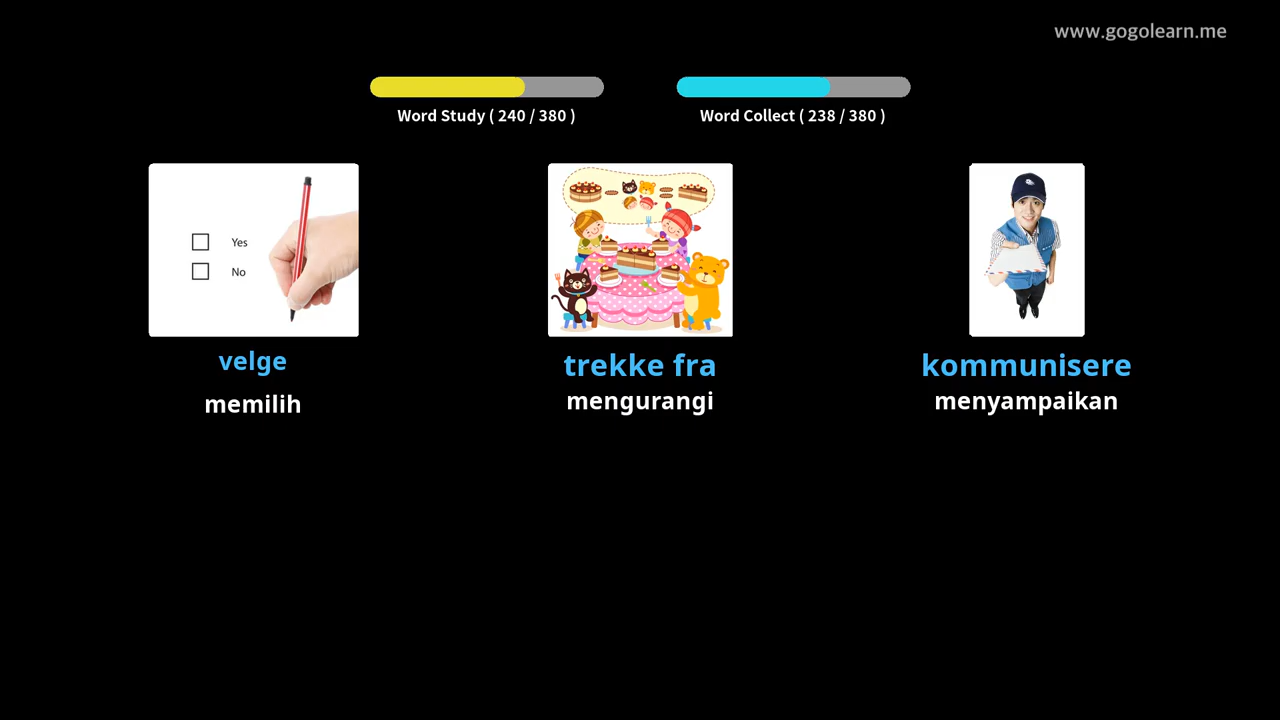 www.gogolearn.me
Word Study ( 240 / 380 )
Word Collect ( 238 / 380 )
Yes
No
velge
memilih
trekke fra
mengurangi
kommunisere
menyampaikan